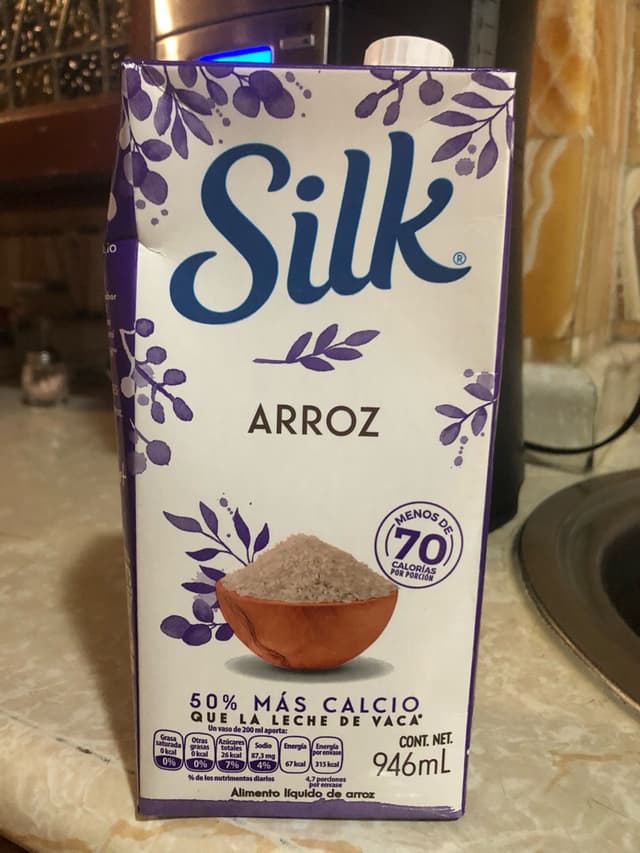 Silk®
ARROZ
MENOS DE
70
CALORÍAS
POR PORCIÓN
50% MÁS CALCIO
QUE LA LECHE DE VACA*
Un vaso de 200 ml aporta:
Grasa saturada 0 kcal 0%
Otras grasas 0 kcal 0%
Azúcares totales 26 kcal 7%
Sodio 87,3 mg 4%
Energía 67 kcal
Energía por envase 315 kcal
% de los nutrimentos diarios
4,7 porciones
por envase
CONT. NET.
946mL
Alimento líquido de arroz